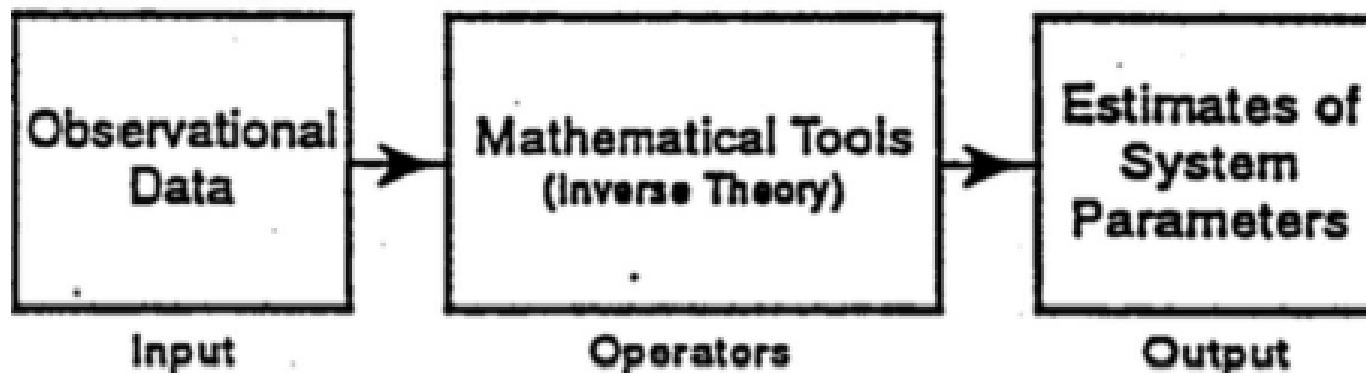 Observational
Data
Mathematical Tools
(Inverse Theory)
Estimates of
System
Parameters
Input
Operators
Output